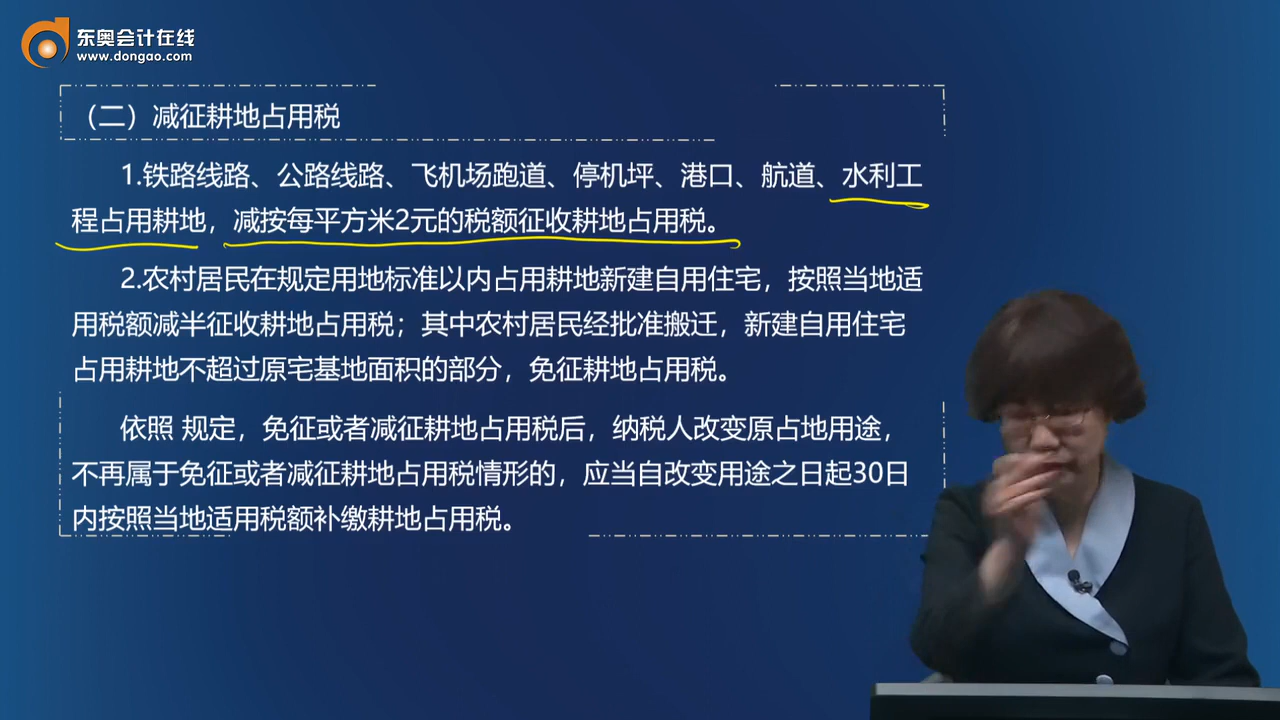 东奥会计在线
www.dongao.com
（二）减征耕地占用税
1.铁路线路、公路线路、飞机场跑道、停机坪、港口、航道、水利工
程占用耕地，减按每平方米2元的税额征收耕地占用税。
2.农村居民在规定用地标准以内占用耕地新建自用住宅，按照当地适
用税额减半征收耕地占用税；其中农村居民经批准搬迁，新建自用住宅
占用耕地不超过原宅基地面积的部分，免征耕地占用税。
依照 规定，免征或者减征耕地占用税后，纳税人改变原占地用途，
不再属于免征或者减征耕地占用税情形的，应当自改变用途之日起30日
内按照当地适用税额补缴耕地占用税。